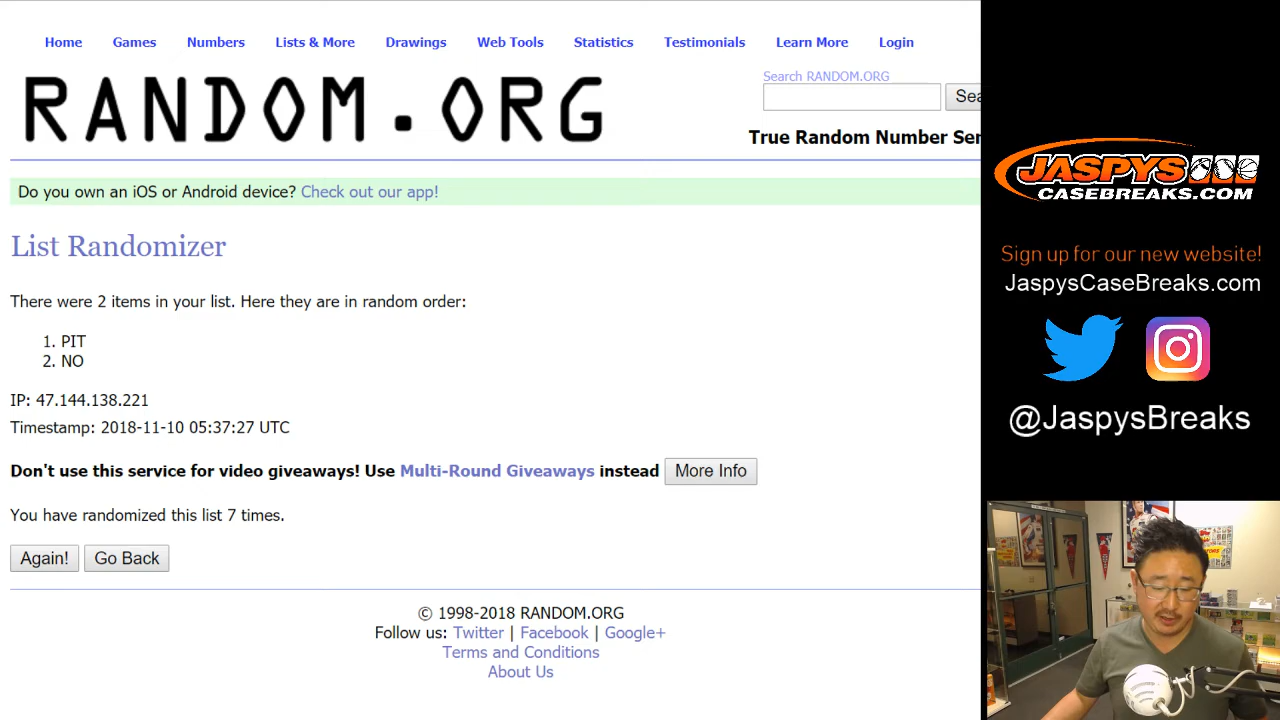 Home Games Numbers Lists & More Drawings Web Tools Statistics Testimonials Learn More Login
RANDOM.ORG
Search RANDOM.ORG
Sea
True Random Number Ser
Do you own an iOS or Android device? Check out our app!
List Randomizer
There were 2 items in your list. Here they are in random order:
1. PIT
2. NO
IP: 47.144.138.221
Timestamp: 2018-11-10 05:37:27 UTC
Don't use this service for video giveaways! Use Multi-Round Giveaways instead More Info
You have randomized this list 7 times.
Again! Go Back
© 1998-2018 RANDOM.ORG
Follow us: Twitter | Facebook | Google+
Terms and Conditions
About Us
JASPYS
CASEBREAKS.COM
Sign up for our new website!
JaspysCaseBreaks.com
@JaspysBreaks